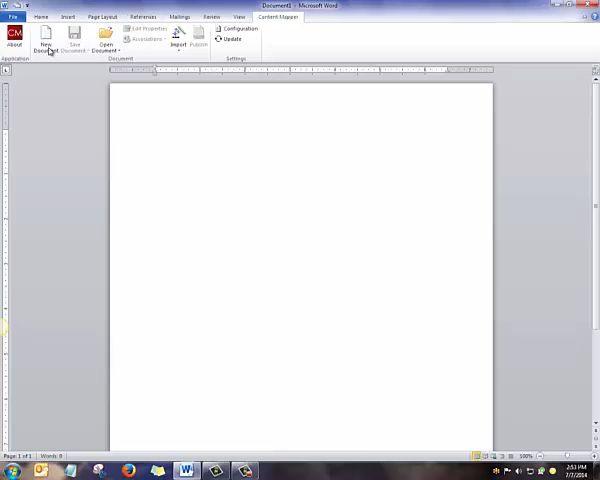 Document1 - Microsoft Word
File Home Insert Page Layout References Mailings Review View Content Mapper
CM
About
New Document
Save Document
Open Document
Edit Properties
Associations
Import
Publish
Configuration
Update
Application Document Settings
Page: 1 of 1 Words: 0 100%
2:53 PM
7/7/2014